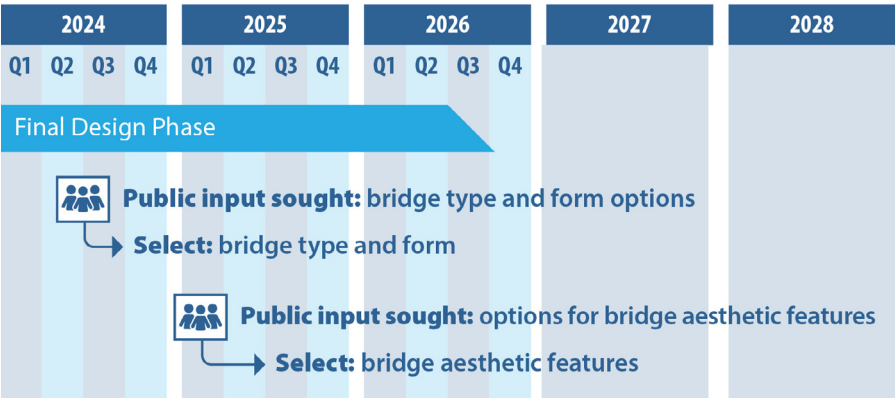 2024 2025 2026 2027 2028
Q1 Q2 Q3 Q4 Q1 Q2 Q3 Q4 Q1 Q2 Q3 Q4
Final Design Phase
Public input sought: bridge type and form options
Select: bridge type and form
Public input sought: options for bridge aesthetic features
Select: bridge aesthetic features